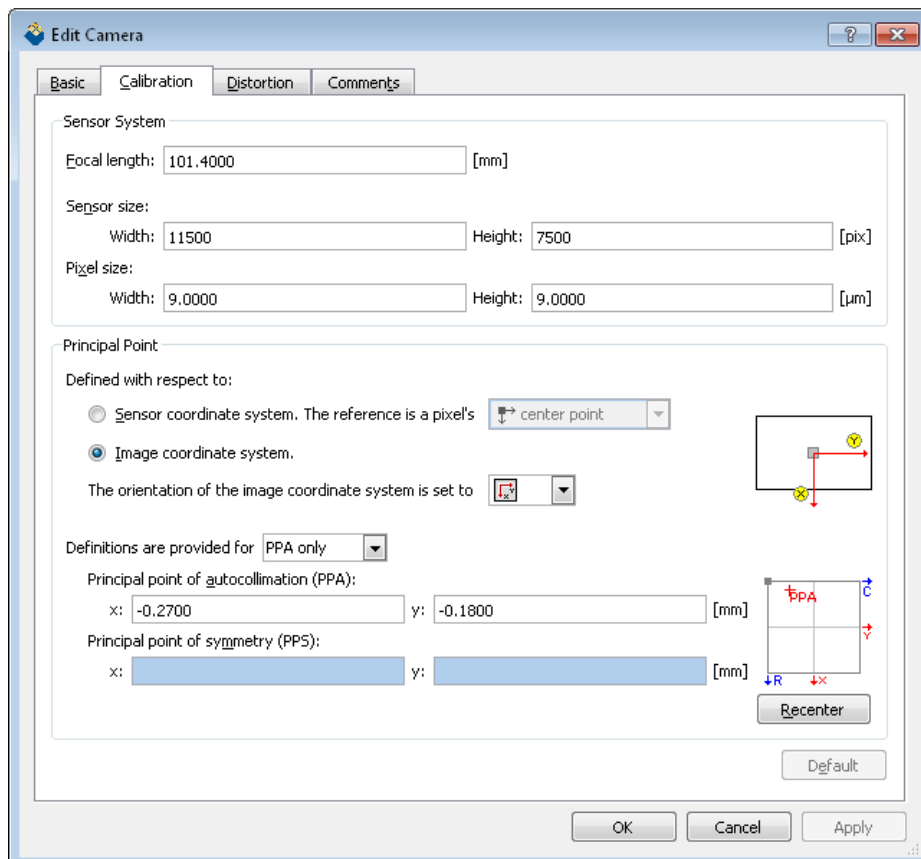 Edit Camera
Basic Calibration Distortion Comments
Sensor System
Focal length: 101.4000 [mm]
Sensor size:
Width: 11500 Height: 7500 [pix]
Pixel size:
Width: 9.0000 Height: 9.0000 [µm]
Principal Point
Defined with respect to:
Sensor coordinate system. The reference is a pixel's center point
Image coordinate system.
Y
The orientation of the image coordinate system is set to
X
Definitions are provided for PPA only
Principal point of autocollimation (PPA):
x: -0.2700 y: -0.1800 [mm]
PPA C
Y
Principal point of symmetry (PPS):
x: y: [mm]
R x
Recenter
Default
OK Cancel Apply